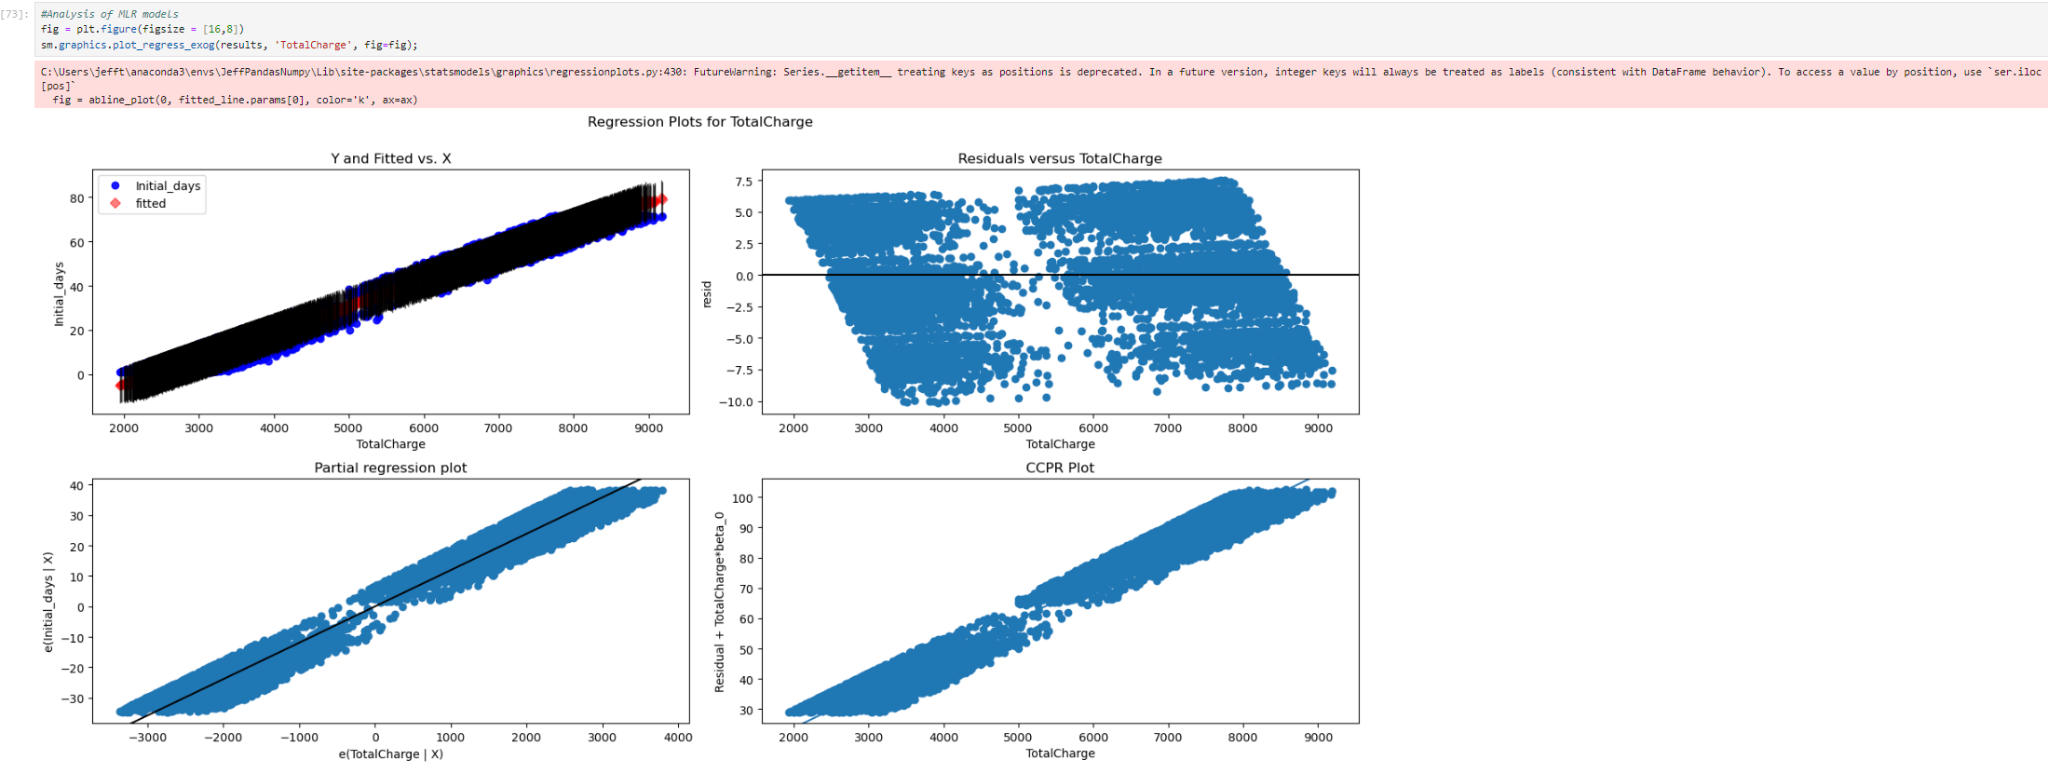 [73]:
#Analysis of MLR models
fig = plt.figure(figsize = [16,8])
sm.graphics.plot_regress_exog(results, 'TotalCharge', fig=fig);
C:\Users\jefft\anaconda3\envs\JeffPandasNumpy\Lib\site-packages\statsmodels\graphics\regressionplots.py:430: FutureWarning: Series.__getitem__ treating keys as positions is deprecated. In a future version, integer keys will always be treated as labels (consistent with DataFrame behavior). To access a value by position, use `ser.iloc
[pos]`
fig = abline_plot(0, fitted_line.params[0], color='k', ax=ax)
Regression Plots for TotalCharge
Y and Fitted vs. X
Initial_days
fitted
80
60
40
20
0
Initial_days
2000 3000 4000 5000 6000 7000 8000 9000
TotalCharge
Residuals versus TotalCharge
7.5
5.0
2.5
0.0
−2.5
−5.0
−7.5
−10.0
resid
2000 3000 4000 5000 6000 7000 8000 9000
TotalCharge
Partial regression plot
40
30
20
10
0
−10
−20
−30
e(Initial_days | X)
−3000 −2000 −1000 0 1000 2000 3000 4000
e(TotalCharge | X)
CCPR Plot
100
90
80
70
60
50
40
30
Residual + TotalCharge*beta_0
2000 3000 4000 5000 6000 7000 8000 9000
TotalCharge